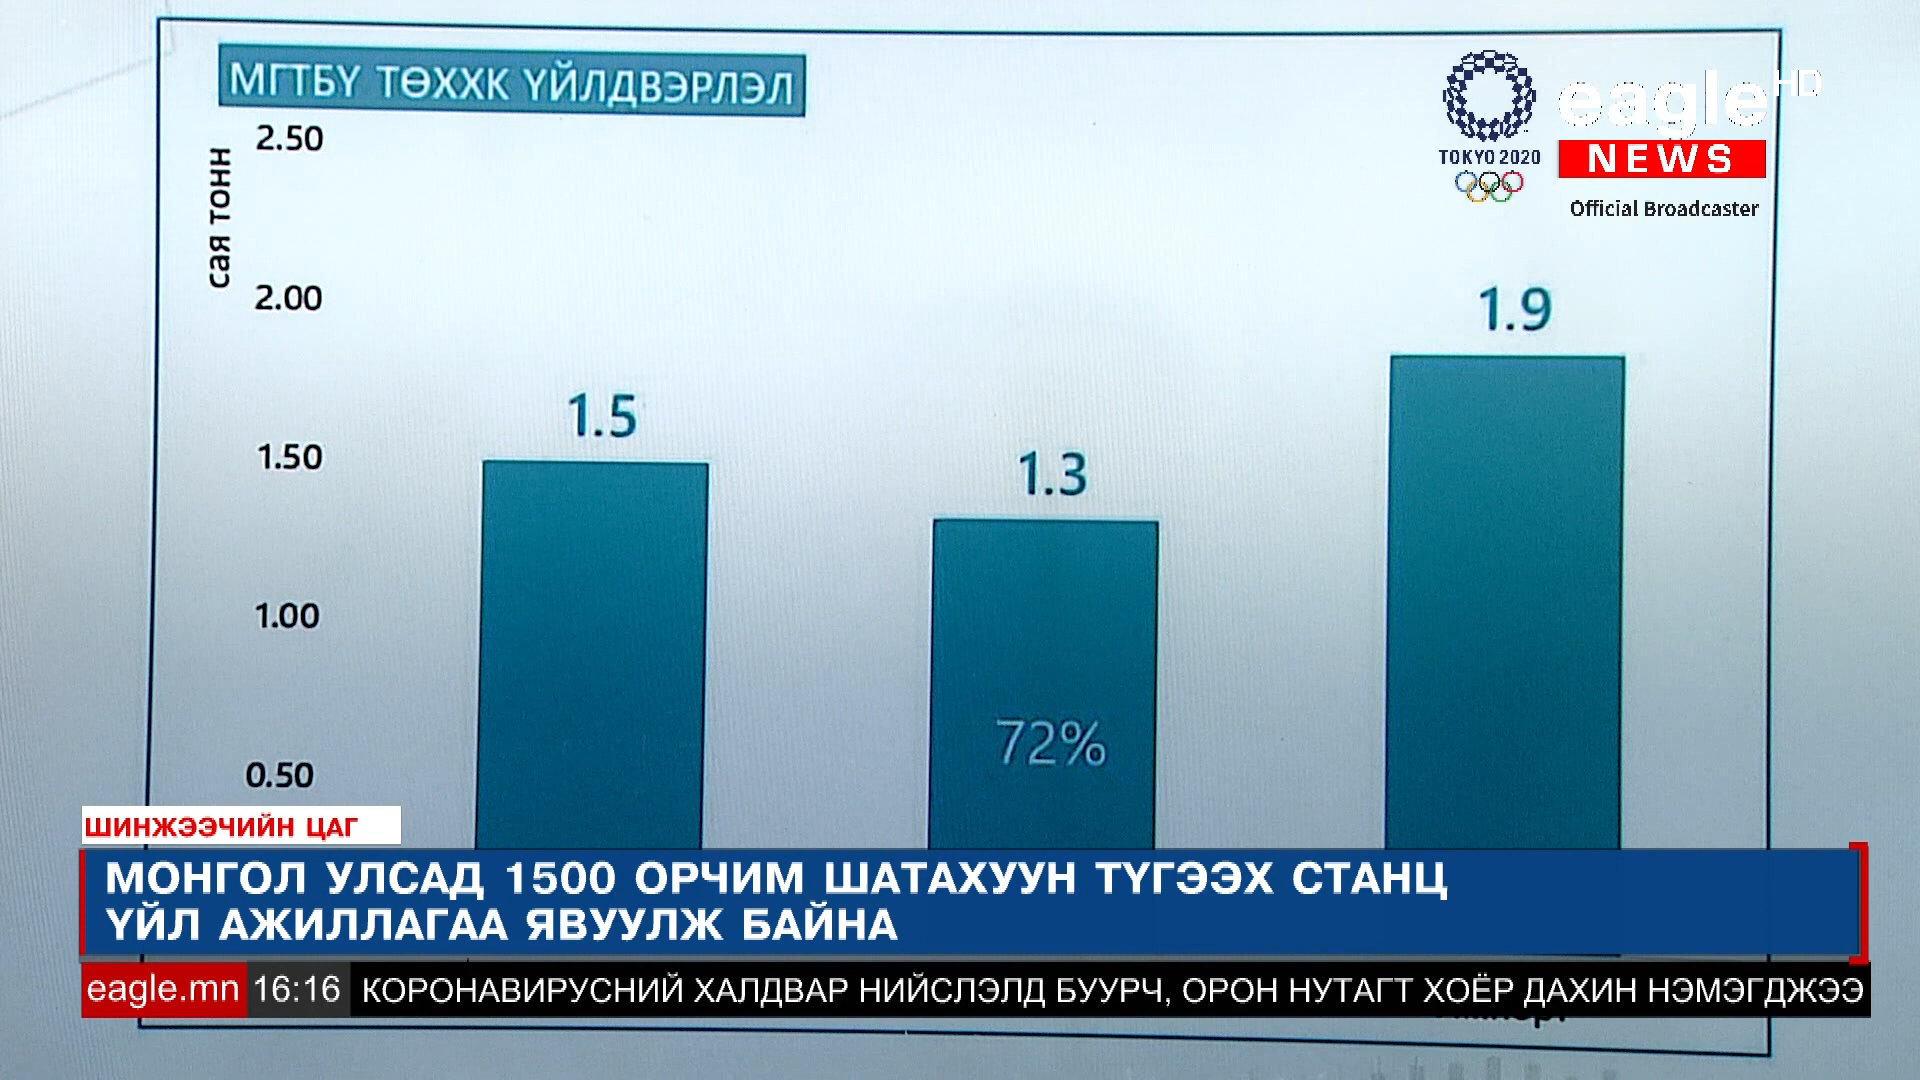 МГТБҮ ТӨХХК ҮЙЛДВЭРЛЭЛ
сая тонн
2.50
2.00
1.50
1.00
0.50
1.5
1.3
1.9
72%
TOKYO 2020
eagle HD
NEWS
Official Broadcaster
ШИНЖЭЭЧИЙН ЦАГ
МОНГОЛ УЛСАД 1500 ОРЧИМ ШАТАХУУН ТҮГЭЭХ СТАНЦ
ҮЙЛ АЖИЛЛАГАА ЯВУУЛЖ БАЙНА
eagle.mn 16:16 КОРОНАВИРУСНИЙ ХАЛДВАР НИЙСЛЭЛД БУУРЧ, ОРОН НУТАГТ ХОЁР ДАХИН НЭМЭГДЖЭЭ